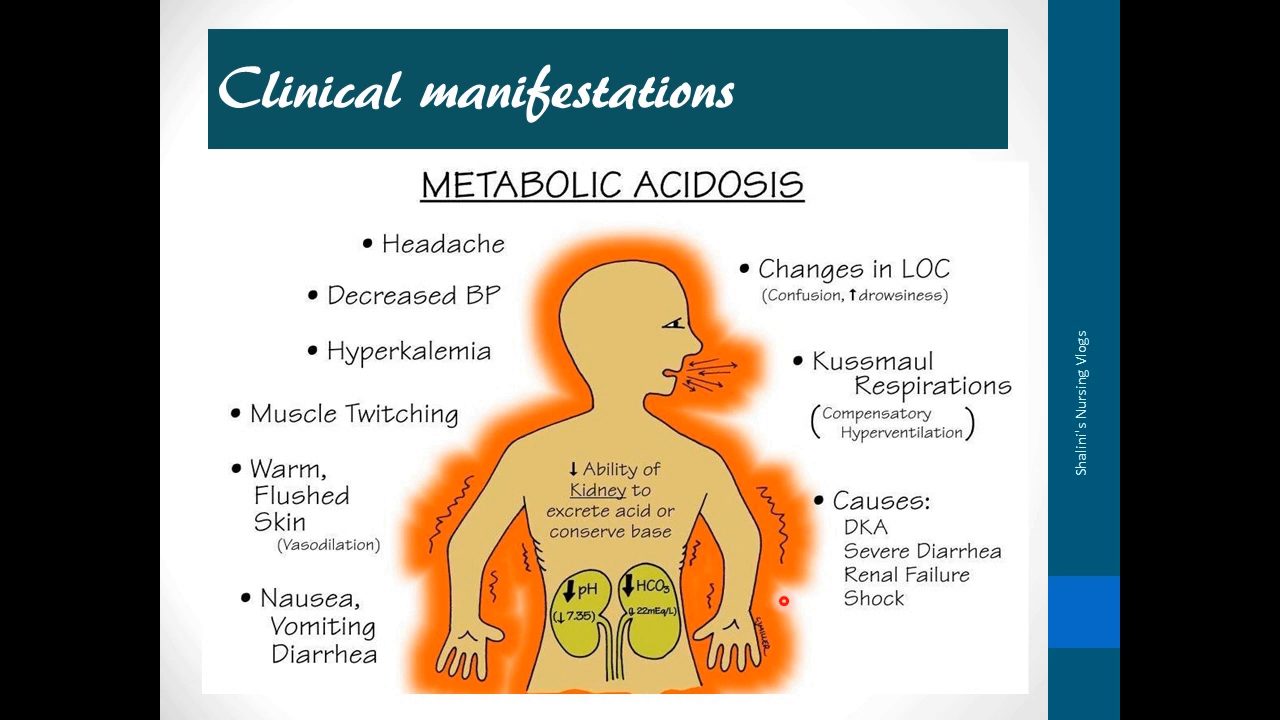 Clinical manifestations
METABOLIC ACIDOSIS
• Headache
• Decreased BP
• Hyperkalemia
• Muscle Twitching
• Warm,
Flushed
Skin
(Vasodilation)
• Nausea,
Vomiting
Diarrhea
↓ Ability of
Kidney to
excrete acid or
conserve base
↓pH
(↓7.35)
↓HCO₃
(↓22mEq/L)
• Changes in LOC
(Confusion, ↑drowsiness)
• Kussmaul
Respirations
(Compensatory
Hyperventilation)
• Causes:
DKA
Severe Diarrhea
Renal Failure
Shock
Shalini's Nursing Vlogs